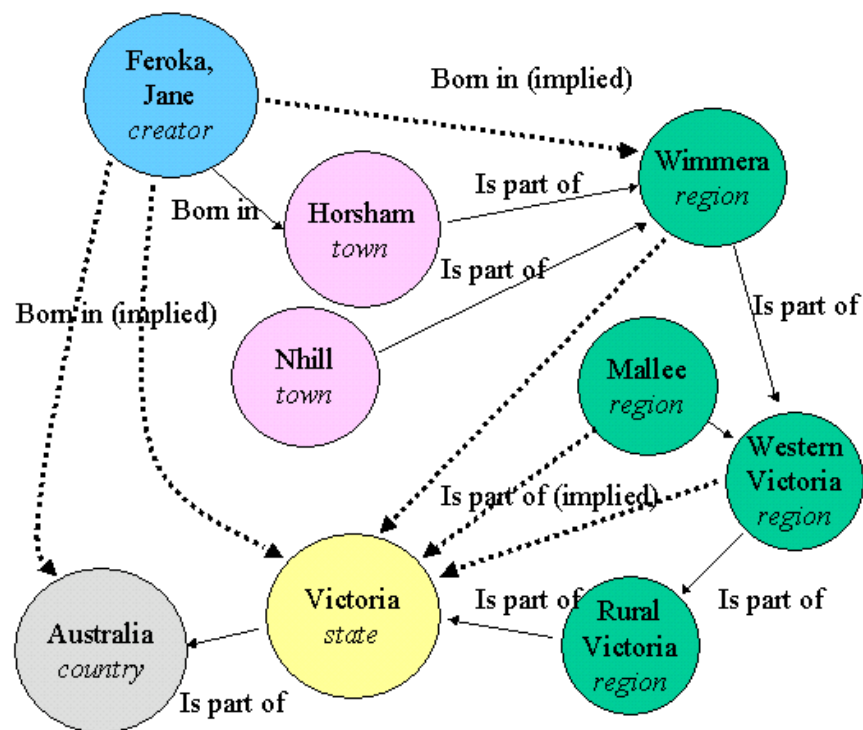 Feroka,
Jane
creator
Born in (implied)
Wimmera
region
Is part of
Born in
Horsham
town
Is part of
Born in (implied)
Is part of
Nhill
town
Mallee
region
Western
Victoria
region
Is part of (implied)
Victoria
state
Is part of
Rural
Victoria
region
Is part of
Australia
country
Is part of